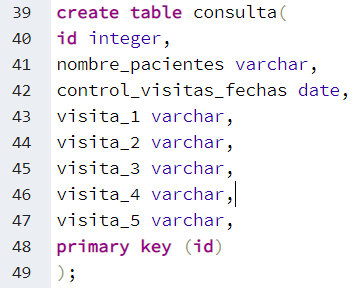 39 create table consulta(
40 id integer,
41 nombre_pacientes varchar,
42 control_visitas_fechas date,
43 visita_1 varchar,
44 visita_2 varchar,
45 visita_3 varchar,
46 visita_4 varchar,
47 visita_5 varchar,
48 primary key (id)
49 );